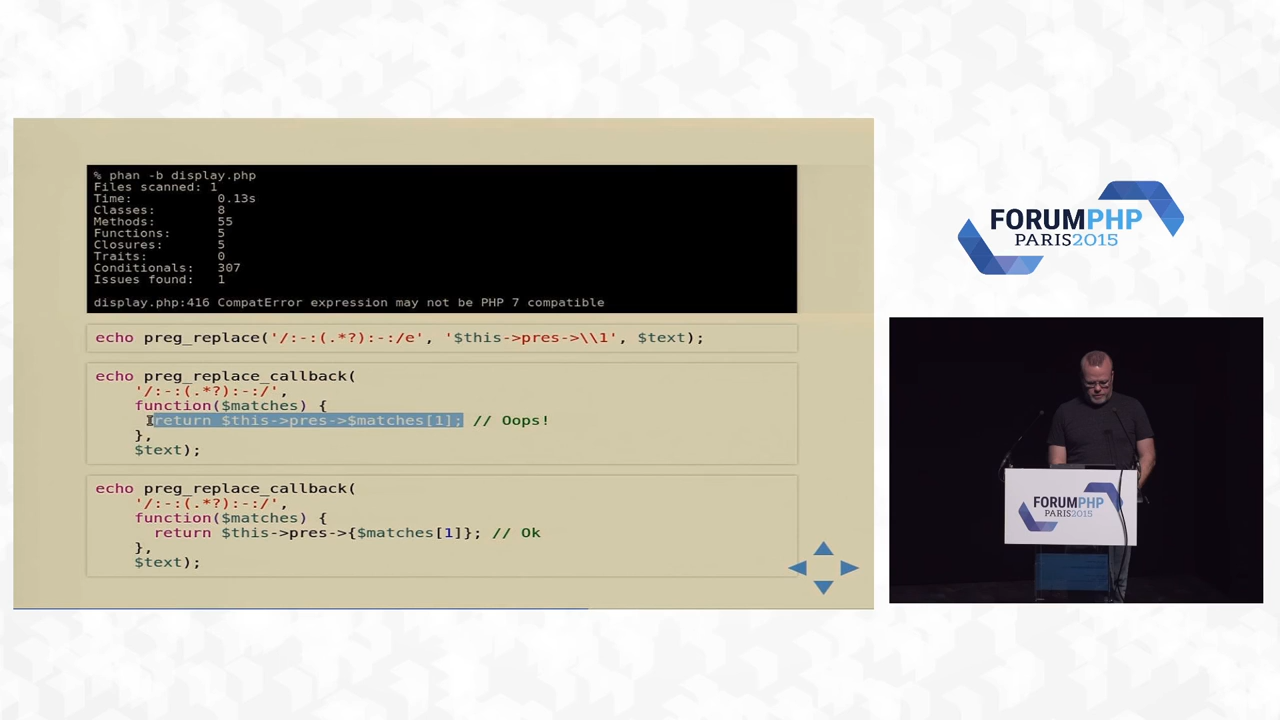 % phan -b display.php
Files scanned: 1
Time: 0.13s
Classes: 8
Methods: 55
Functions: 5
Closures: 5
Traits: 0
Conditionals: 307
Issues found: 1
display.php:416 CompatError expression may not be PHP 7 compatible
echo preg_replace('/:-:(.*?):-:/e', '$this->pres->\\1', $text);
echo preg_replace_callback(
'/:-:(.*?):-:/',
function($matches) {
return $this->pres->$matches[1]; // Oops!
},
$text);
echo preg_replace_callback(
'/:-:(.*?):-:/',
function($matches) {
return $this->pres->{$matches[1]}; // Ok
},
$text);
FORUMPHP
PARIS2015
FORUMPHP
PARIS2015